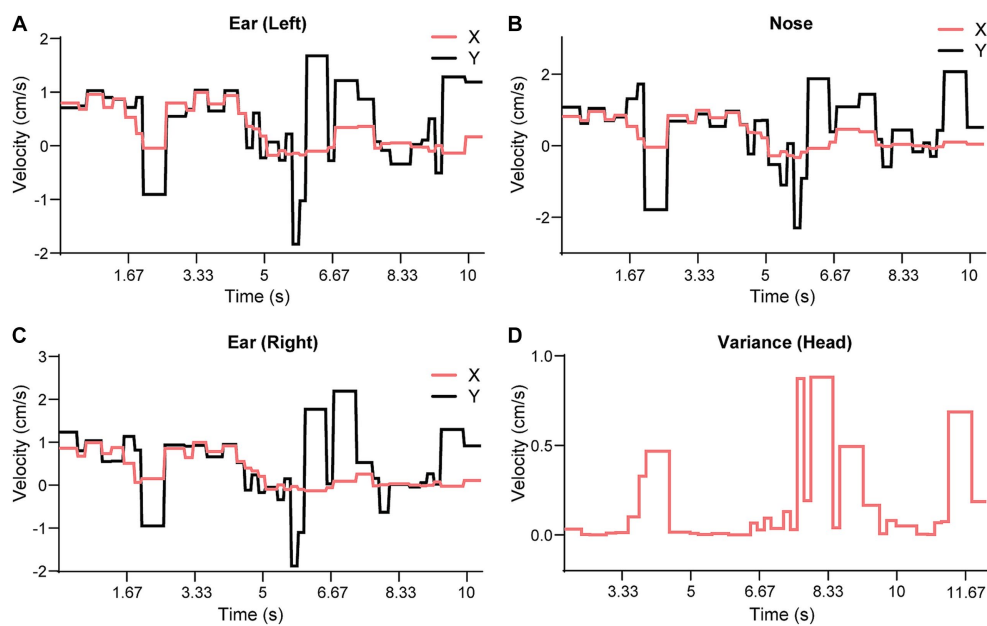 A
Ear (Left)
X
Y
Velocity (cm/s)
2
1
0
-1
-2
1.67 3.33 5 6.67 8.33 10
Time (s)
B
Nose
X
Y
Velocity (cm/s)
2
0
-2
1.67 3.33 5 6.67 8.33 10
Time (s)
C
Ear (Right)
X
Y
Velocity (cm/s)
3
2
1
0
-1
-2
1.67 3.33 5 6.67 8.33 10
Time (s)
D
Variance (Head)
Velocity (cm/s)
1.0
0.5
0.0
3.33 5 6.67 8.33 10 11.67
Time (s)